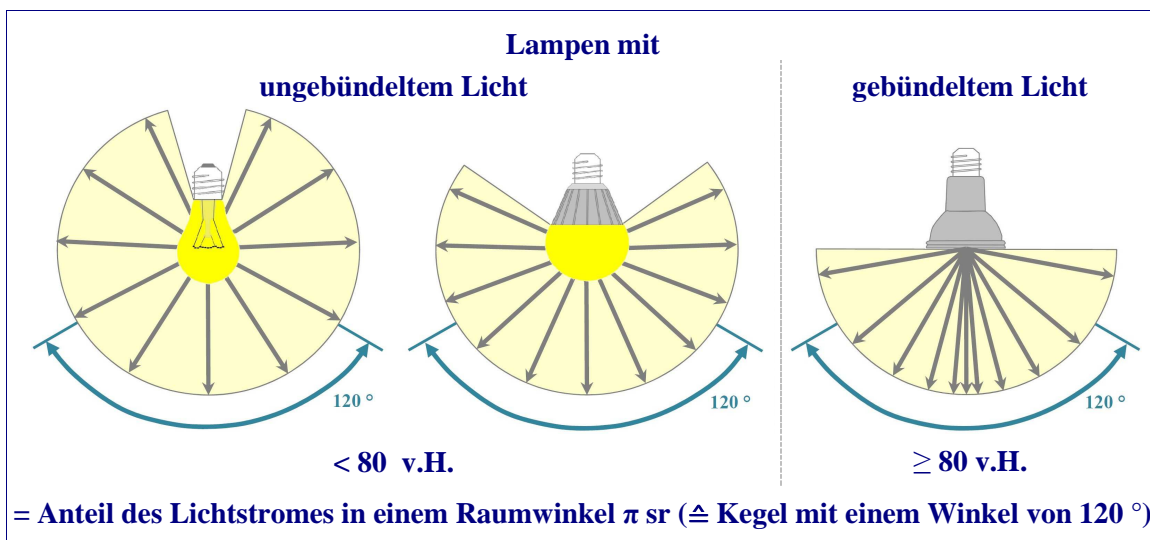 Lampen mit
ungebündeltem Licht
gebündeltem Licht
120 °
120 °
120 °
< 80 v.H.
≥ 80 v.H.
= Anteil des Lichtstromes in einem Raumwinkel π sr (≙ Kegel mit einem Winkel von 120 °)